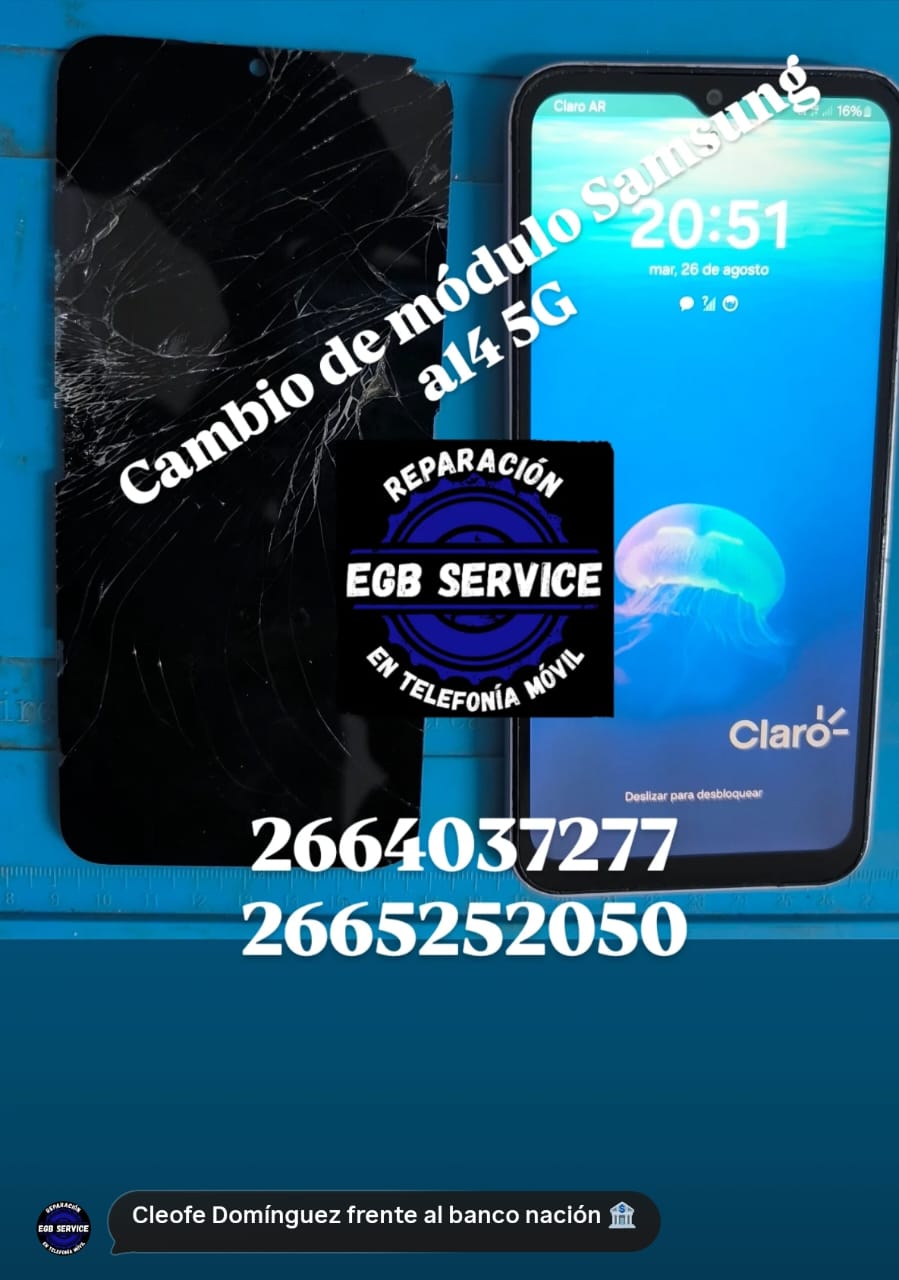 Claro AR
16%
20:51
mar, 26 de agosto
Cambio de módulo Samsung
a14 5G
REPARACIÓN
EGB SERVICE
EN TELEFONÍA MÓVIL
Claro
Deslizar para desbloquear
2664037277
2665252050
REPARACIÓN
EGB SERVICE
EN TELEFONÍA MÓVIL
Cleofe Domínguez frente al banco nación 🏦